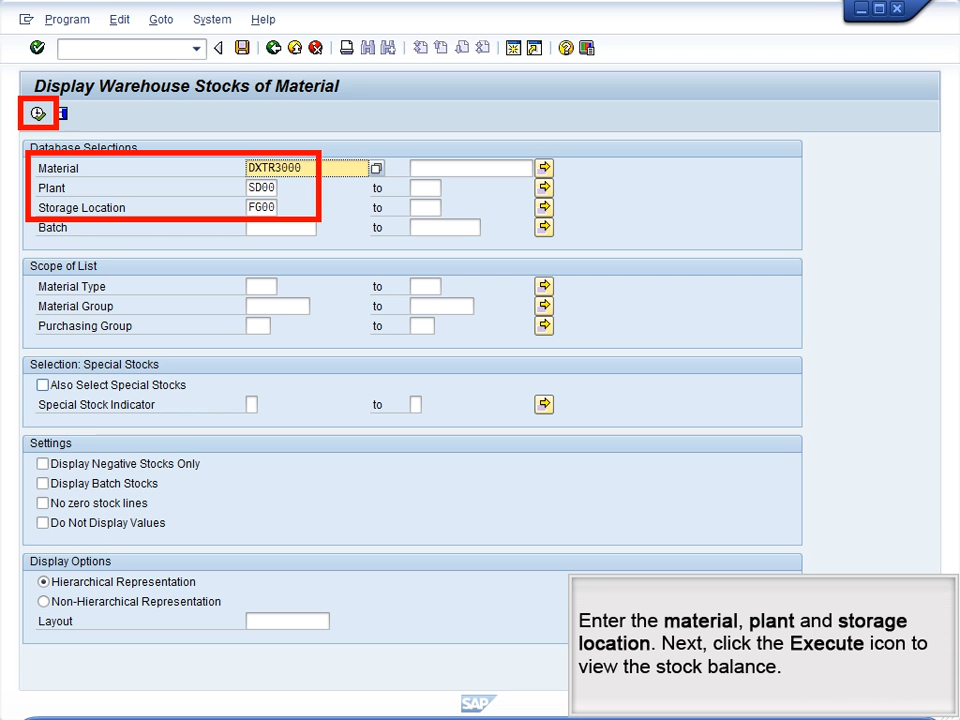 Program Edit Goto System Help
Display Warehouse Stocks of Material
Database Selections
Material DXTR3000
Plant SD00 to
Storage Location FG00 to
Batch to
Scope of List
Material Type to
Material Group to
Purchasing Group to
Selection: Special Stocks
Also Select Special Stocks
Special Stock Indicator to
Settings
Display Negative Stocks Only
Display Batch Stocks
No zero stock lines
Do Not Display Values
Display Options
Hierarchical Representation
Non-Hierarchical Representation
Layout
Enter the material, plant and storage
location. Next, click the Execute icon to
view the stock balance.
SAP